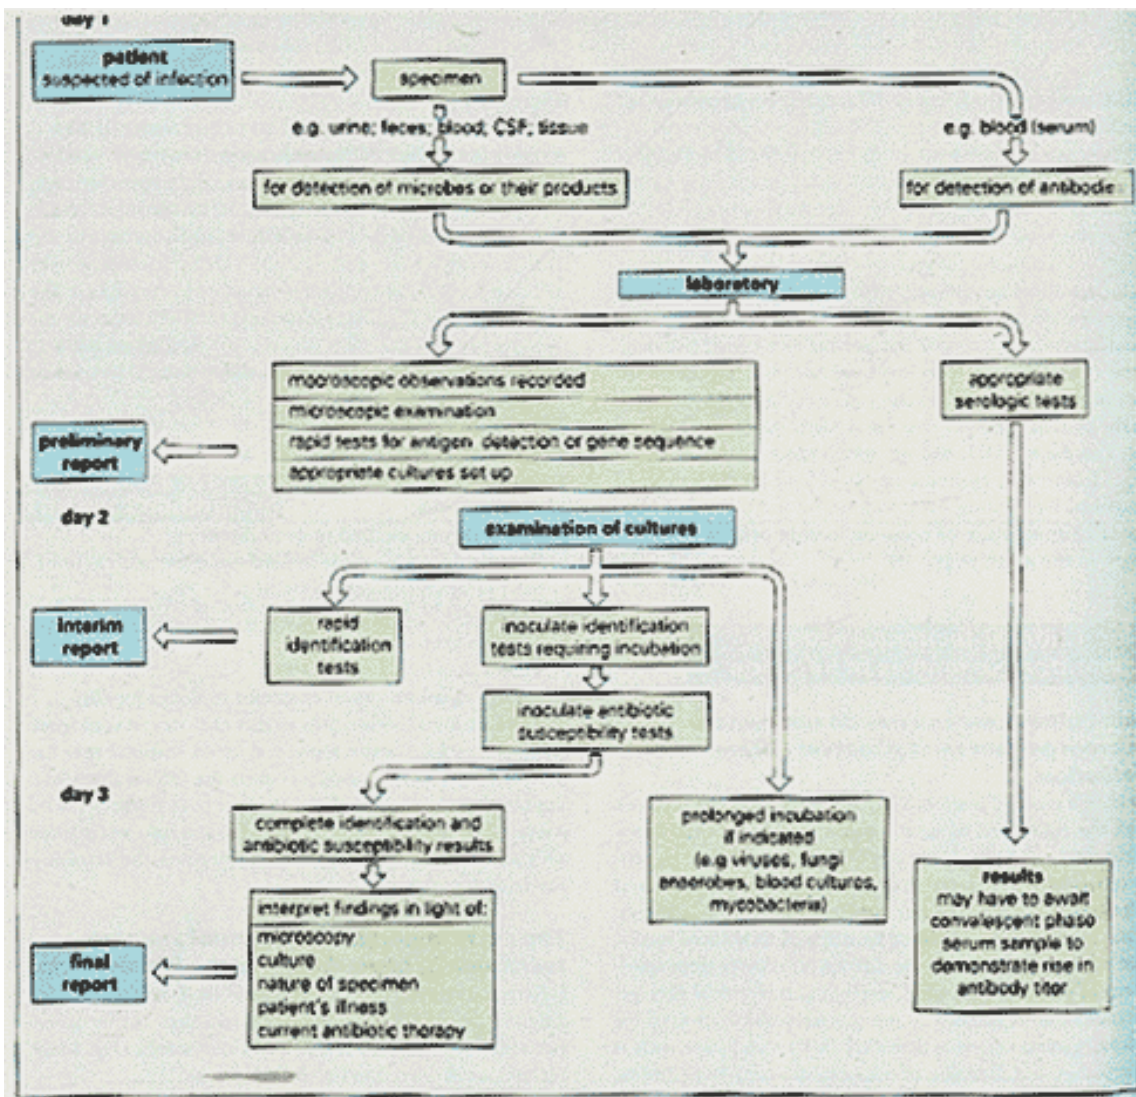 day 1
patient
suspected of infection
specimen
e.g. urine; feces; blood; CSF; tissue
e.g. blood (serum)
for detection of microbes or their products
for detection of antibodies
laboratory
macroscopic observations recorded
microscopic examination
rapid tests for antigen detection or gene sequence
appropriate cultures set up
appropriate
serologic tests
preliminary
report
day 2
examination of cultures
interim
report
rapid
identification
tests
inoculate identification
tests requiring incubation
inoculate antibiotic
susceptibility tests
day 3
complete identification and
antibiotic susceptibility results
prolonged incubation
if indicated
(e.g viruses, fungi
anaerobes, blood cultures,
mycobacteria)
results
may have to await
convalescent phase
serum sample to
demonstrate rise in
antibody titor
interpret findings in light of:
microscopy
culture
nature of specimen
patient's illness
current antibiotic therapy
final
report